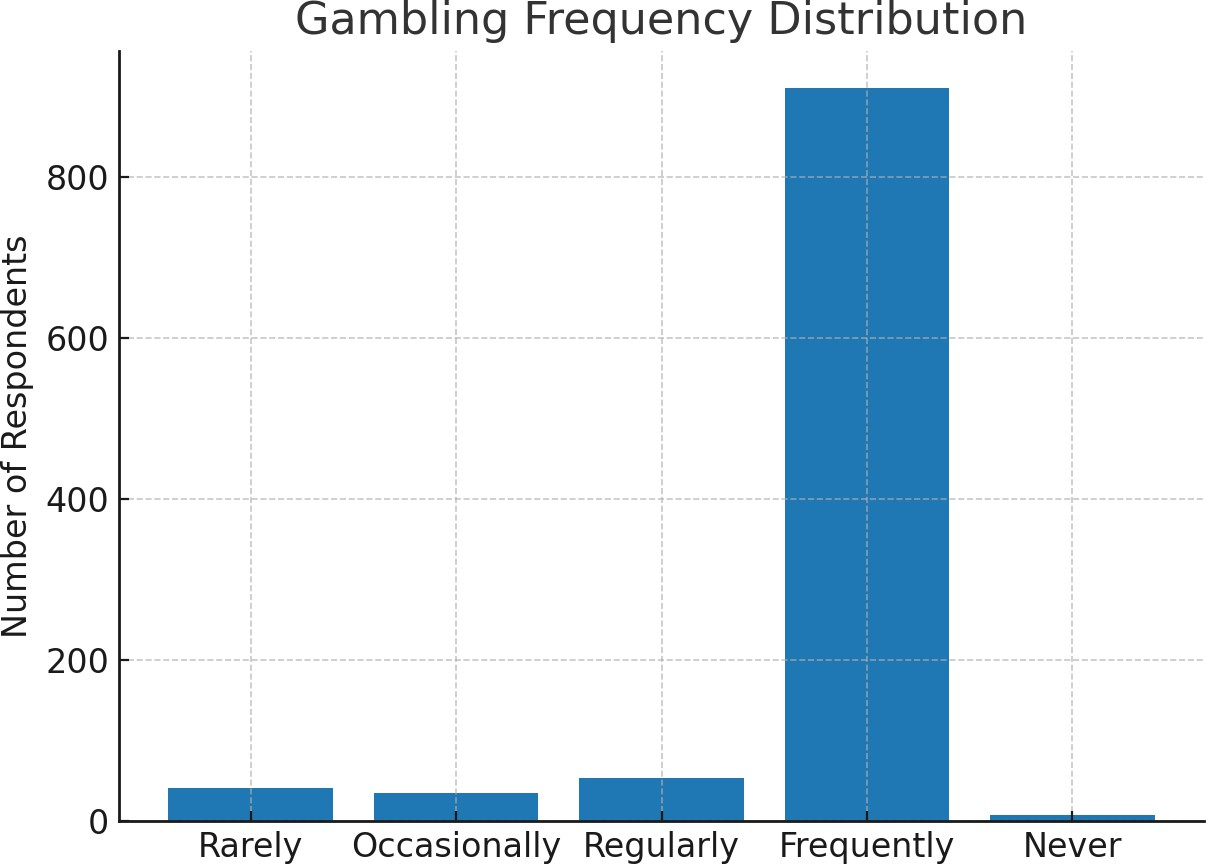 Gambling Frequency Distribution
Number of Respondents
800
600
400
200
0
Rarely Occasionally Regularly Frequently Never